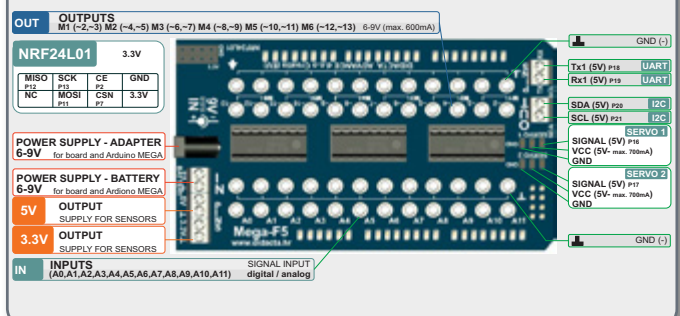 OUT OUTPUTS
M1 (~2,~3) M2 (~4,~5) M3 (~6,~7) M4 (~8,~9) M5 (~10,~11) M6 (~12,~13) 6-9V (max. 600mA)
NRF24L01 3.3V
MISO P12 SCK P13 CE P2 GND
NC MOSI P11 CSN P7 3.3V
POWER SUPPLY - ADAPTER
6-9V for board and Arduino MEGA
POWER SUPPLY - BATTERY
6-9V for board and Ardiono MEGA
5V OUTPUT
SUPPLY FOR SENSORS
3.3V OUTPUT
SUPPLY FOR SENSORS
IN INPUTS SIGNAL INPUT
(A0,A1,A2,A3,A4,A5,A6,A7,A8,A9,A10,A11) digital / analog
NRF24L01
A0 A1 A2 A3 A4 A5 A6 A7 A8 A9 A10 A11
Mega-F5
www.didacta.hr
GND (-)
Tx1 (5V) P18 UART
Rx1 (5V) P19 UART
SDA (5V) P20 I2C
SCL (5V) P21 I2C
SERVO 1
SIGNAL (5V) P16
VCC (5V- max. 700mA)
GND
SERVO 2
SIGNAL (5V) P17
VCC (5V- max. 700mA)
GND
GND (-)